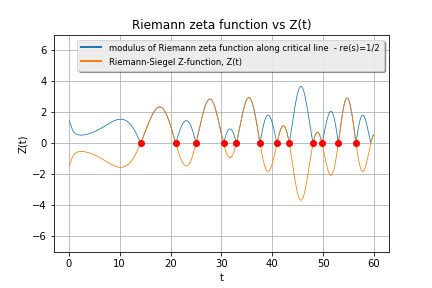 Riemann zeta function vs Z(t)
modulus of Riemann zeta function along critical line - re(s)=1/2
Riemann-Siegel Z-function, Z(t)
6
4
2
0
−2
−4
−6
Z(t)
0 10 20 30 40 50 60
t